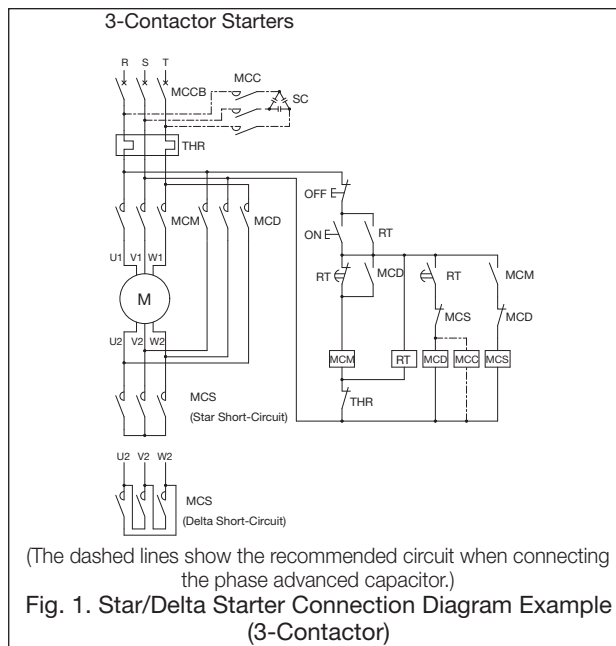 3-Contactor Starters
R S T
MCC
MCCB
SC
THR
OFF
MCM
MCD
ON
RT
U1 V1 W1
RT
MCD
RT
MCM
M
MCS
MCD
U2 V2 W2
MCM
RT
MCD
MCC
MCS
MCS
(Star Short-Circuit)
THR
U2 V2 W2
MCS
(Delta Short-Circuit)
(The dashed lines show the recommended circuit when connecting
the phase advanced capacitor.)
Fig. 1. Star/Delta Starter Connection Diagram Example
(3-Contactor)